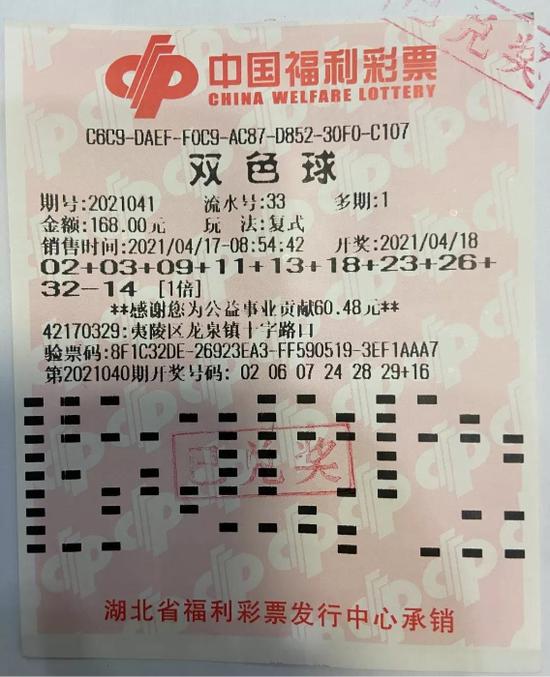 已兑奖
中国福利彩票
CHINA WELFARE LOTTERY
C6C9-DAEF-F0C9-AC87-D852-30F0-C107
双色球
期号:2021041 流水号:33 多期:1
金额:168.00元 玩法:复式
销售时间:2021/04/17-08:54:42 开奖:2021/04/18
02+03+09+11+13+18+23+26+
32-14 [1倍]
**感谢您为公益事业贡献60.48元**
42170329:夷陵区龙泉镇十字路口
验票码:8F1C32DE-26923EA3-FF590519-3EF1AAA7
第2021040期开奖号码: 02 06 07 24 28 29+16
已兑奖
湖北省福利彩票发行中心承销